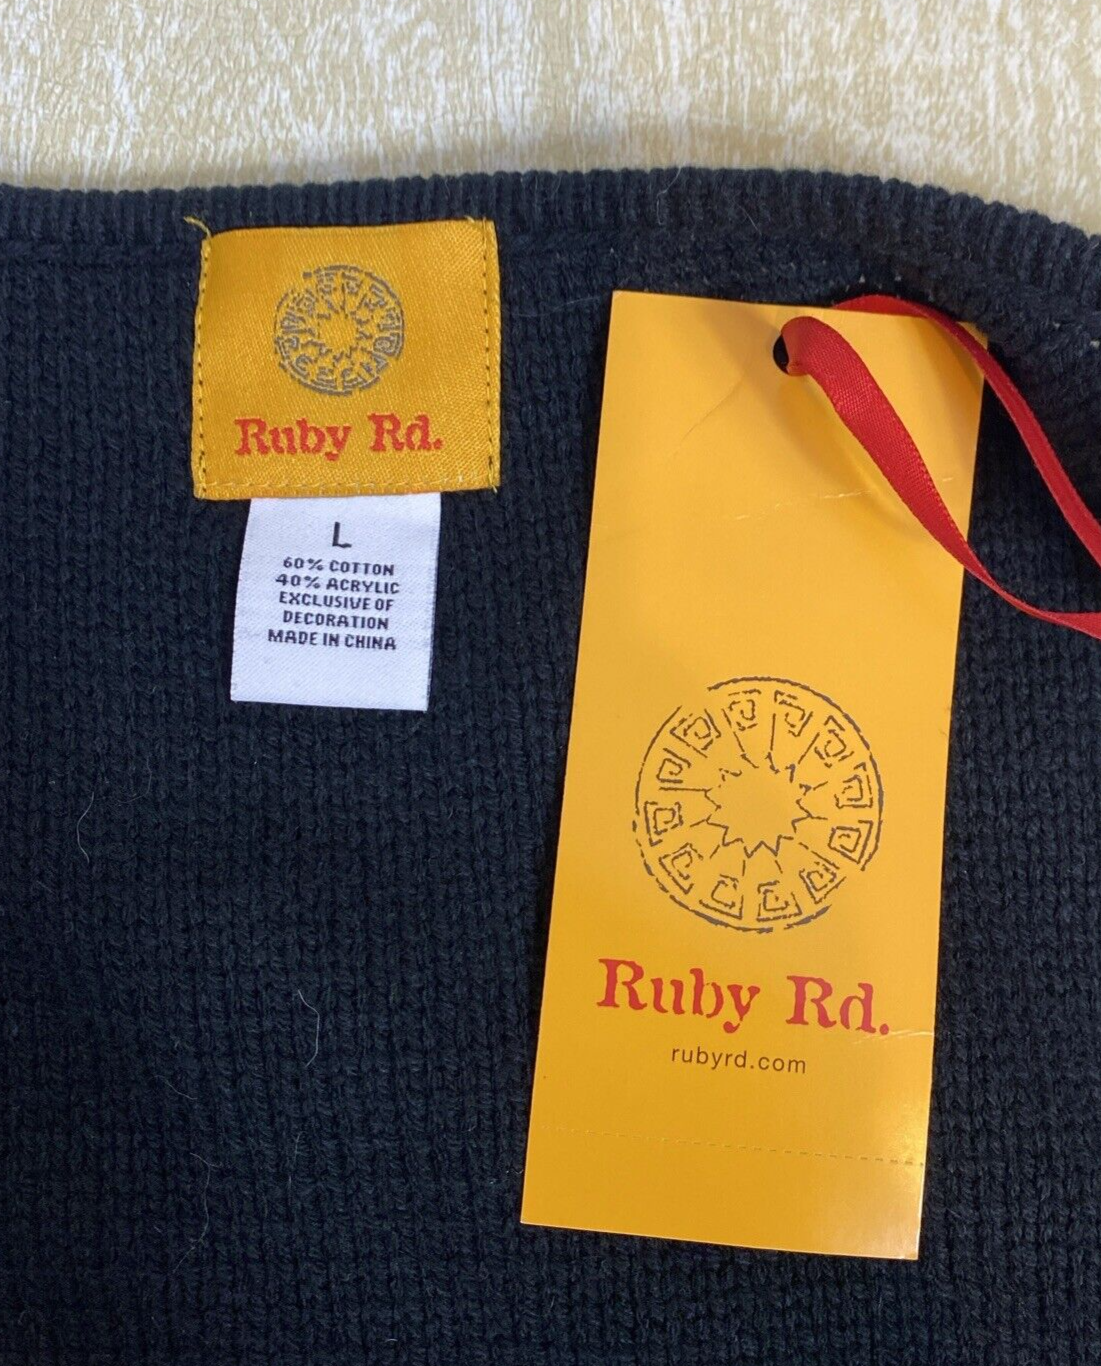 Ruby Rd.
L
60% COTTON
40% ACRYLIC
EXCLUSIVE OF
DECORATION
MADE IN CHINA
Ruby Rd.
rubyrd.com